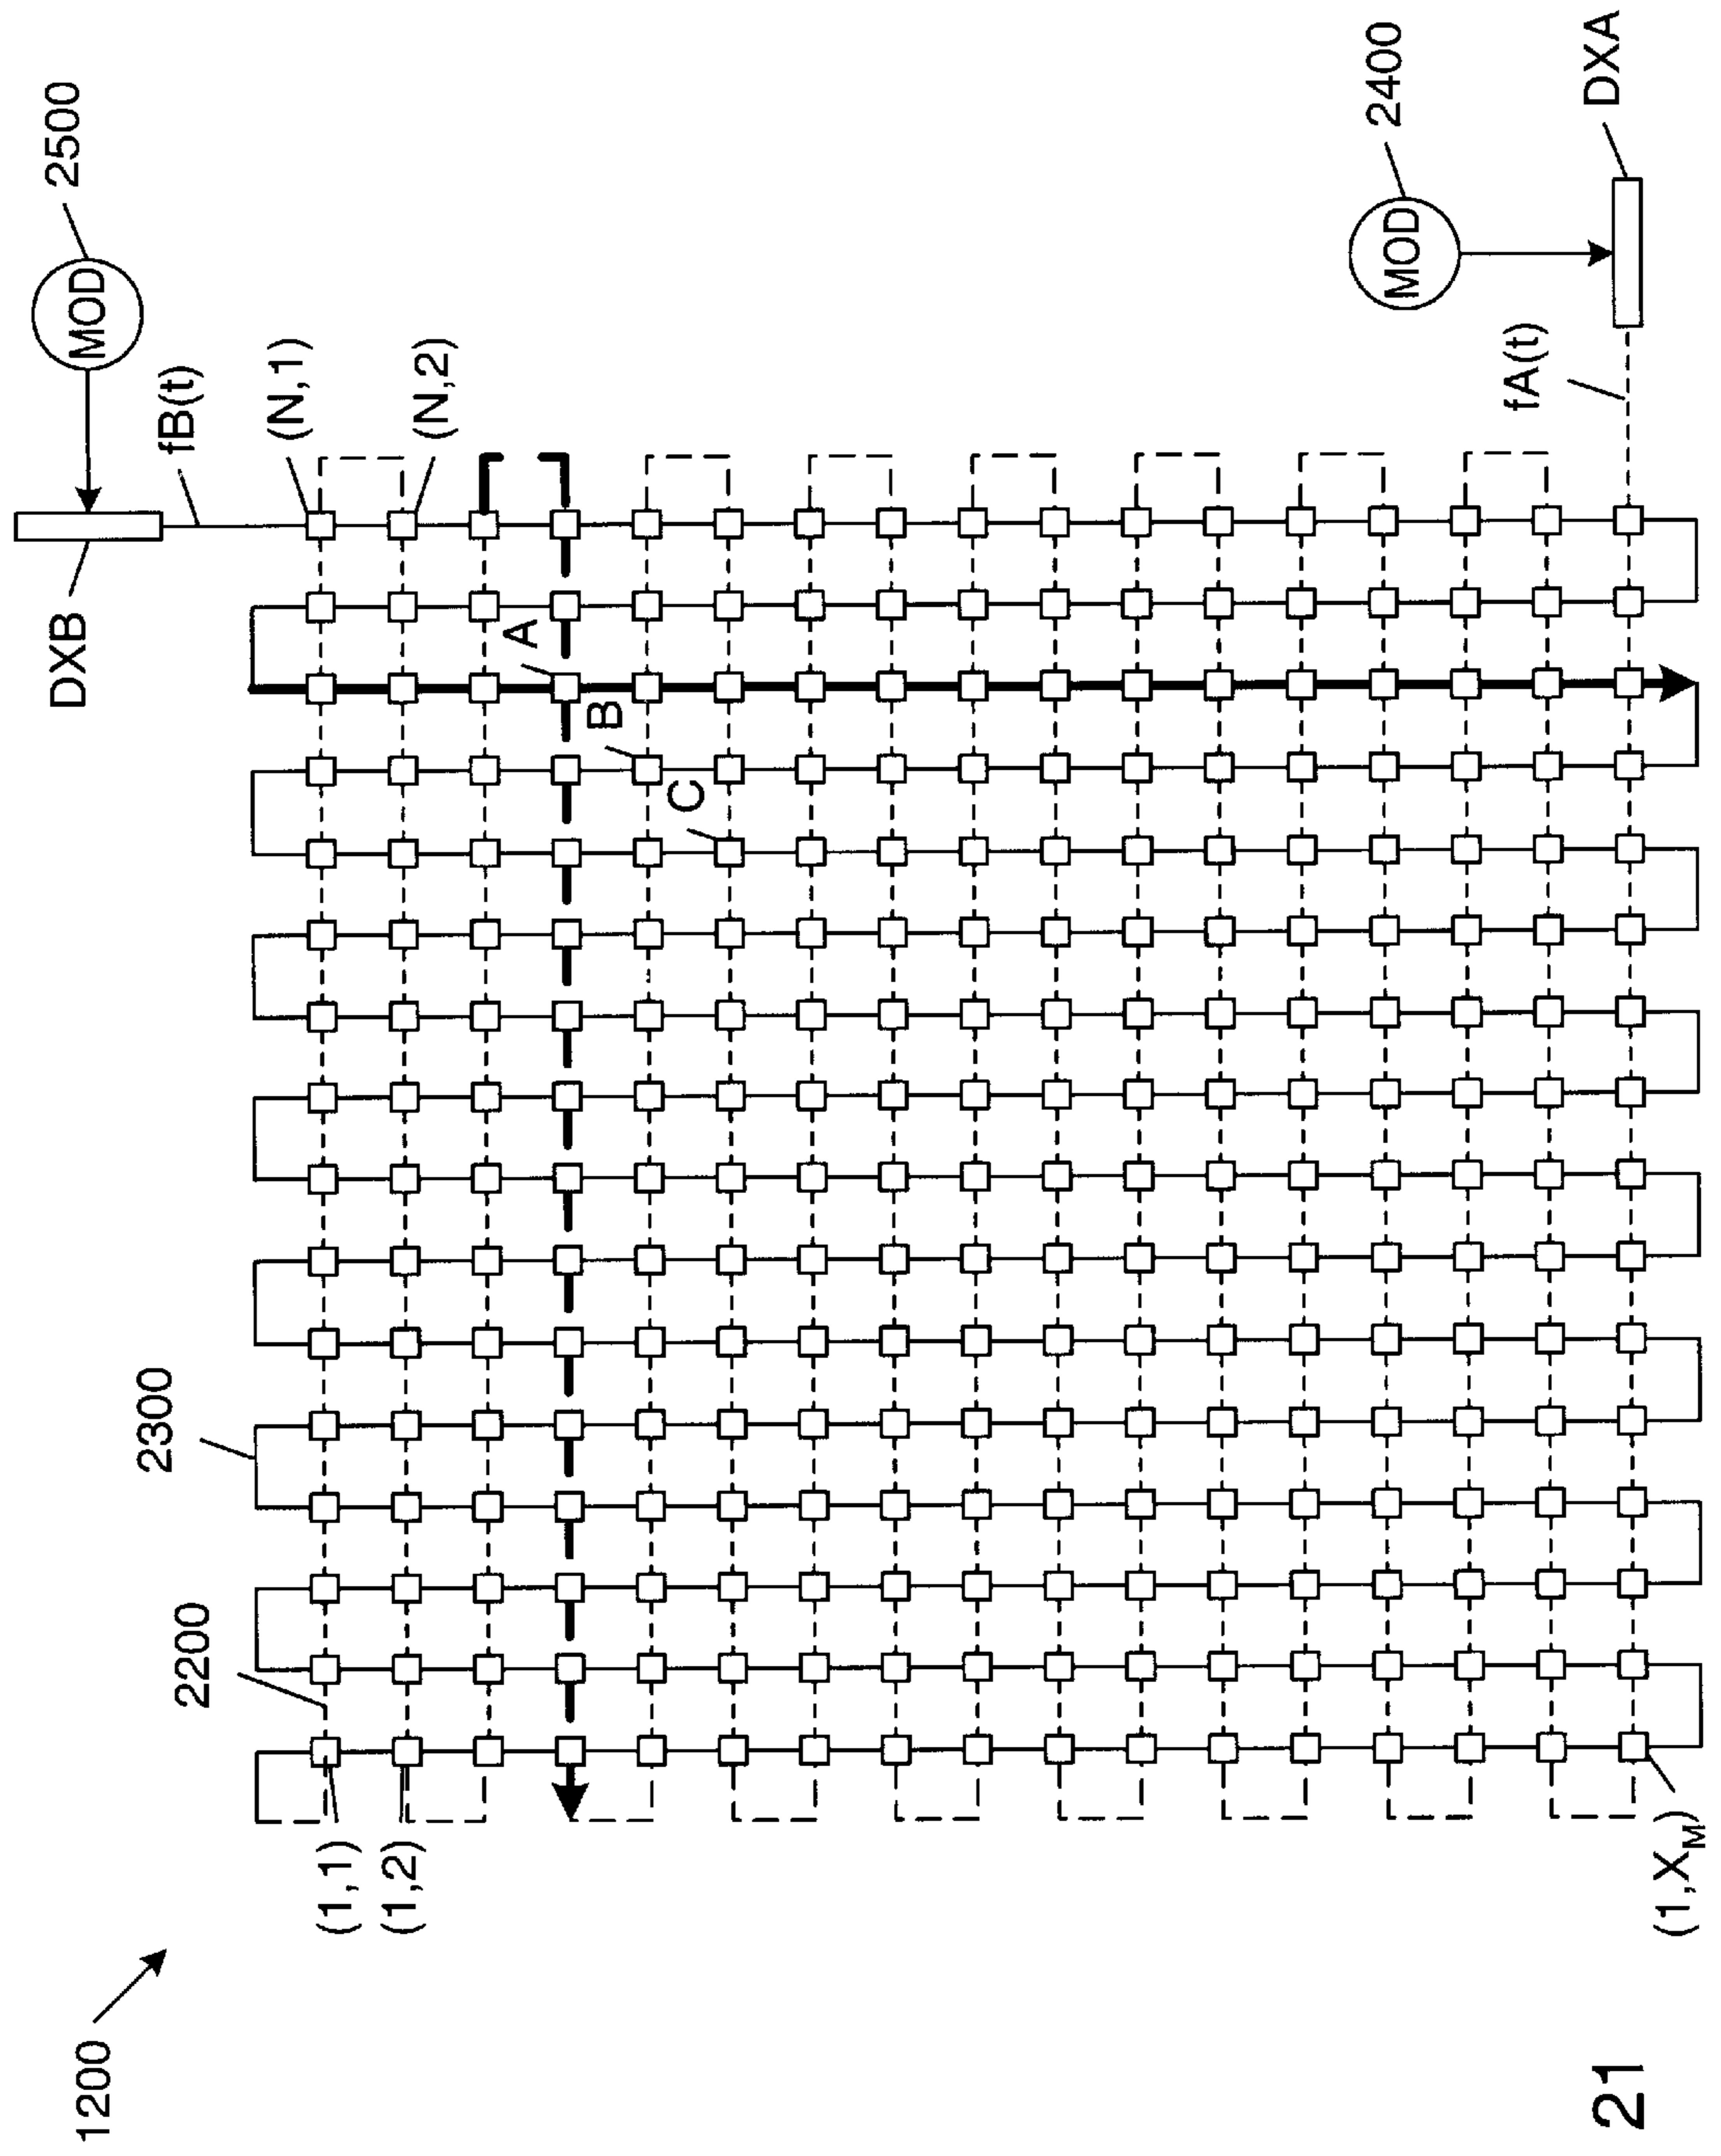 1200
2200
2300
(1,1)
(1,2)
(1,X_M)
DXB
MOD
2500
fB(t)
(N,1)
(N,2)
A
B
C
fA(t)
MOD
2400
DXA
21